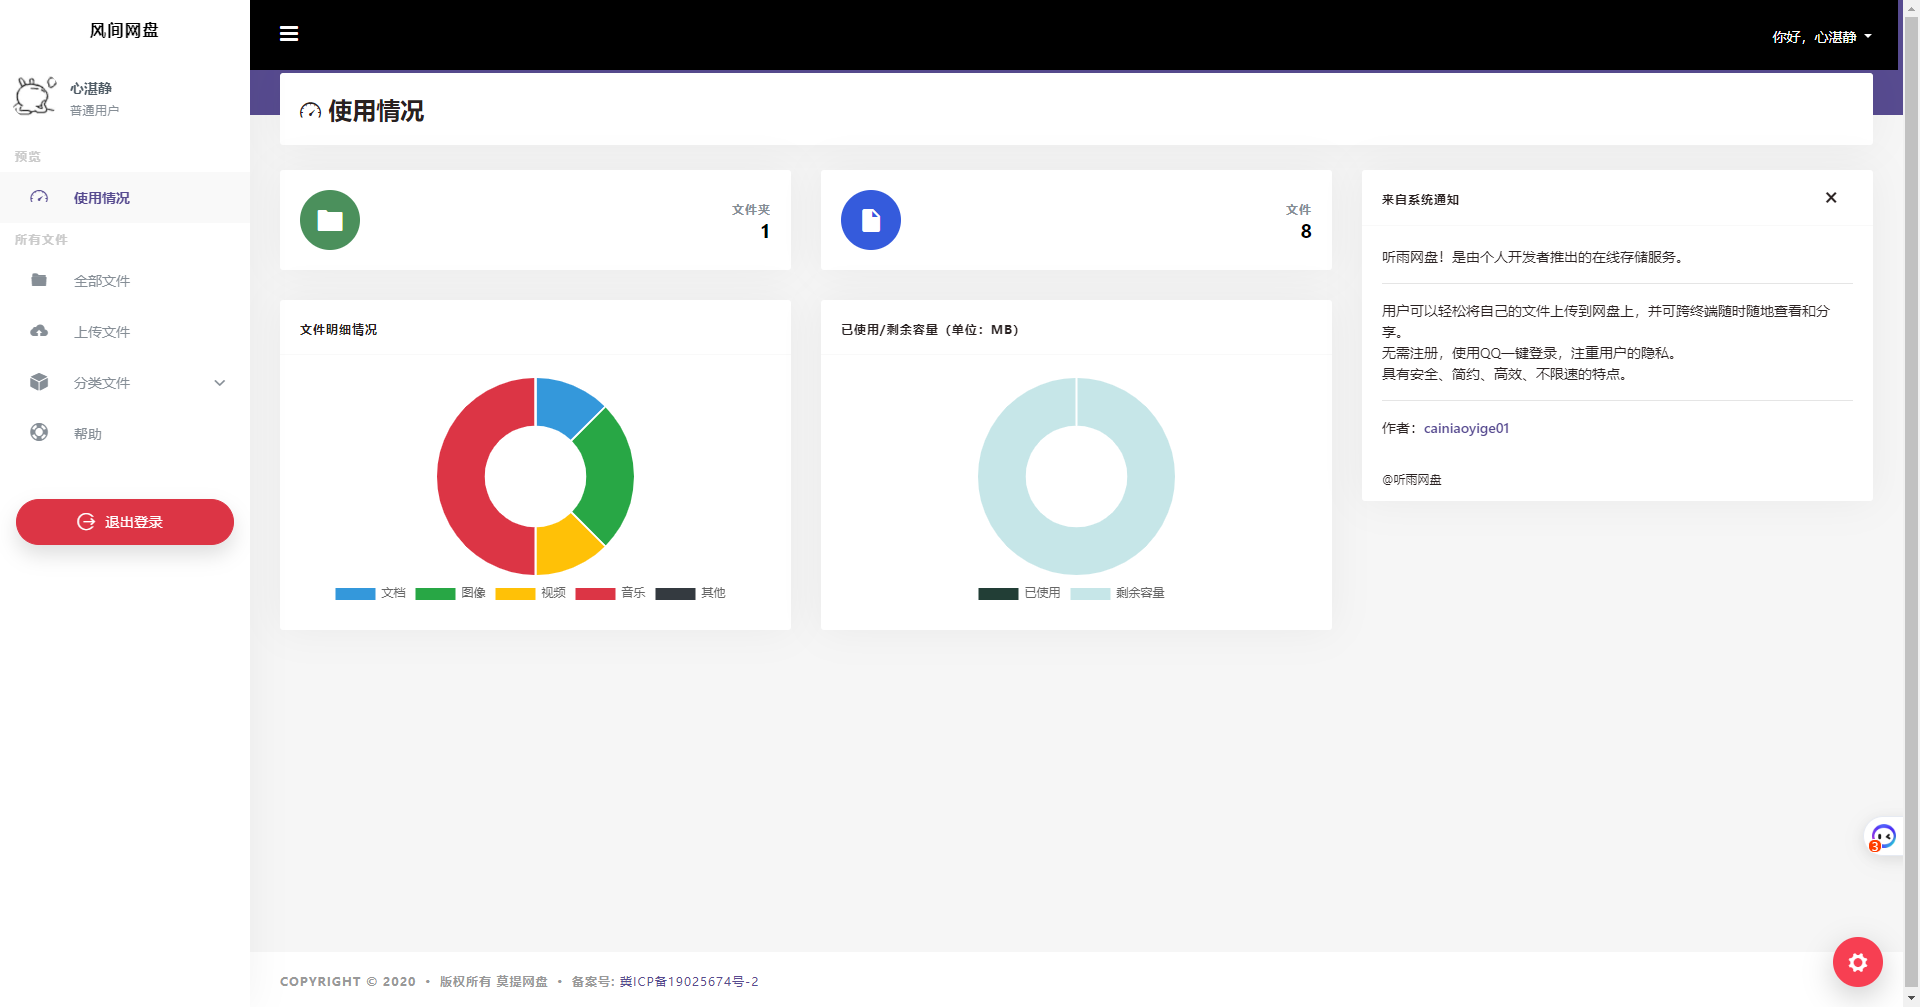 风间网盘
你好，心湛静
心湛静
普通用户
预览
使用情况
所有文件
全部文件
上传文件
分类文件
帮助
退出登录
使用情况
文件夹
1
文件
8
文件明细情况
文档 图像 视频 音乐 其他
已使用/剩余容量（单位：MB）
已使用 剩余容量
来自系统通知
听雨网盘！是由个人开发者推出的在线存储服务。
用户可以轻松将自己的文件上传到网盘上，并可跨终端随时随地查看和分
享。
无需注册，使用QQ一键登录，注重用户的隐私。
具有安全、简约、高效、不限速的特点。
作者：cainiaoyige01
@听雨网盘
3
COPYRIGHT © 2020 • 版权所有 莫提网盘 • 备案号: 冀ICP备19025674号-2